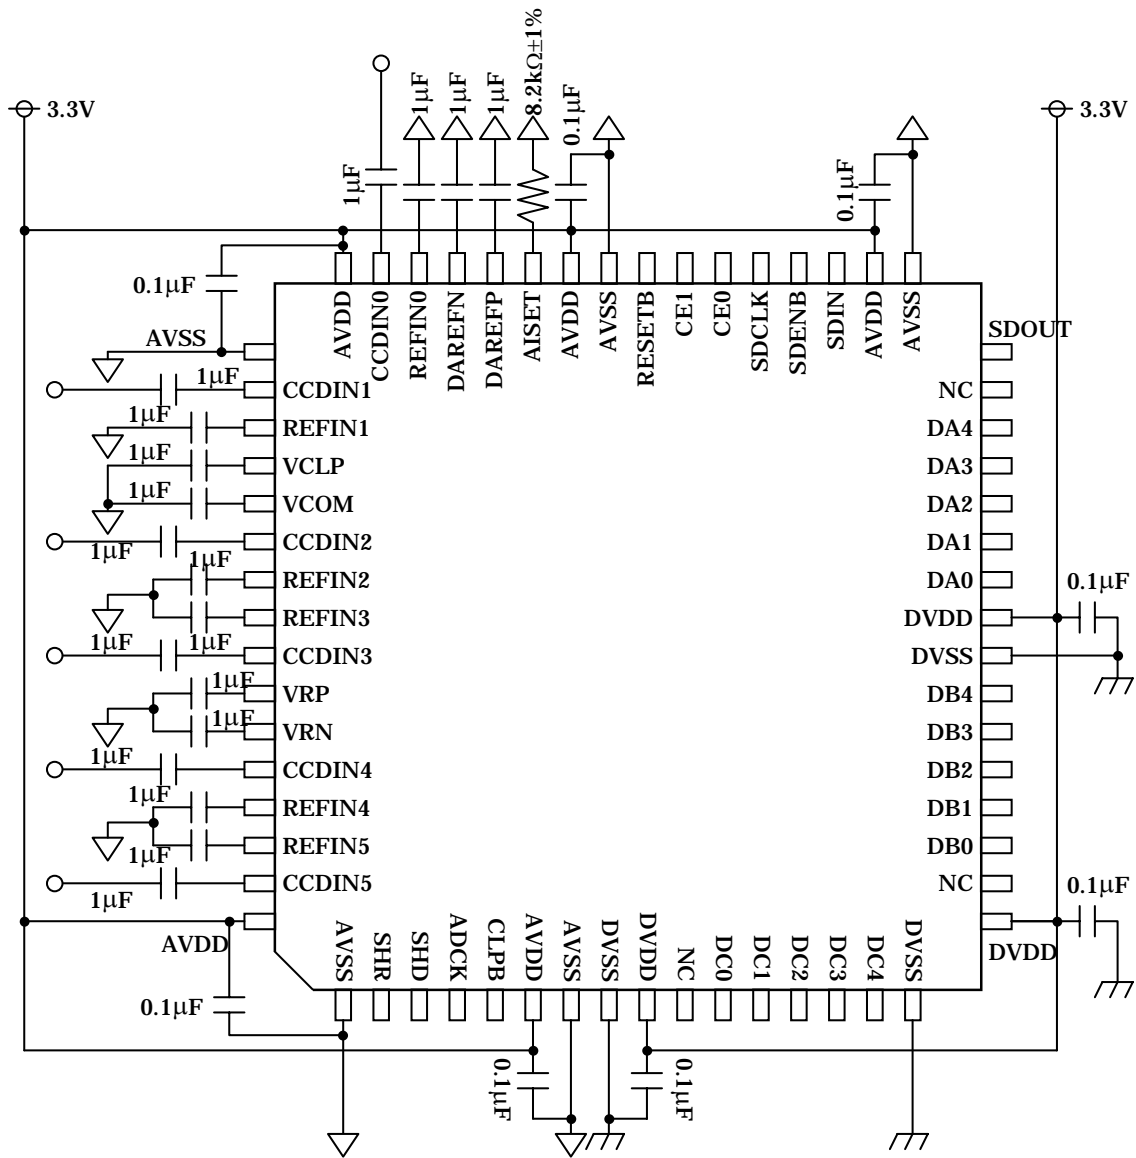 3.3V
1μF
1μF
1μF
1μF
8.2kΩ±1%
0.1μF
0.1μF
3.3V
0.1μF
AVSS
AVDD
CCDIN0
REFIN0
DAREFN
DAREFP
AISET
AVDD
AVSS
RESETB
CE1
CE0
SDCLK
SDENB
SDIN
AVDD
AVSS
SDOUT
1μF
CCDIN1
NC
1μF
REFIN1
DA4
1μF
VCLP
DA3
1μF
VCOM
DA2
1μF
CCDIN2
DA1
1μF
REFIN2
DA0
0.1μF
REFIN3
DVDD
1μF
1μF
CCDIN3
DVSS
1μF
VRP
DB4
1μF
VRN
DB3
1μF
CCDIN4
DB2
1μF
REFIN4
DB1
1μF
REFIN5
DB0
1μF
CCDIN5
NC
0.1μF
AVDD
AVSS
SHR
SHD
ADCK
CLPB
AVDD
AVSS
DVSS
DVDD
NC
DC0
DC1
DC2
DC3
DC4
DVSS
DVDD
0.1μF
0.1μF
0.1μF